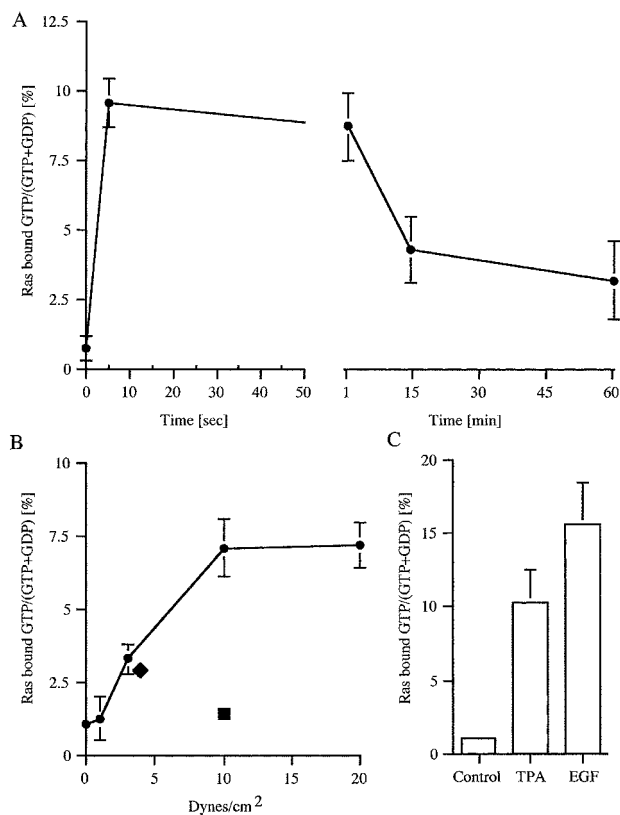 A
12.5
10
7.5
5
2.5
0
Ras bound GTP/(GTP+GDP) [%]
0 10 20 30 40 50
Time [sec]
1 15 30 45 60
Time [min]
B
10
7.5
5
2.5
0
Ras bound GTP/(GTP+GDP) [%]
0 5 10 15 20
Dynes/cm²
C
20
15
10
5
0
Ras bound GTP/(GTP+GDP) [%]
Control TPA EGF